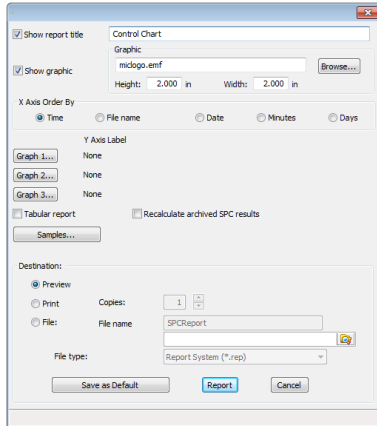 Show report title Control Chart
Graphic
Show graphic miclogo.emf Browse...
Height: 2.000 in Width: 2.000 in
X Axis Order By
Time File name Date Minutes Days
Y Axis Label
Graph 1... None
Graph 2... None
Graph 3... None
Tabular report Recalculate archived SPC results
Samples...
Destination:
Preview
Print Copies: 1
File: File name SPCReport
File type: Report System (*.rep)
Save as Default Report Cancel